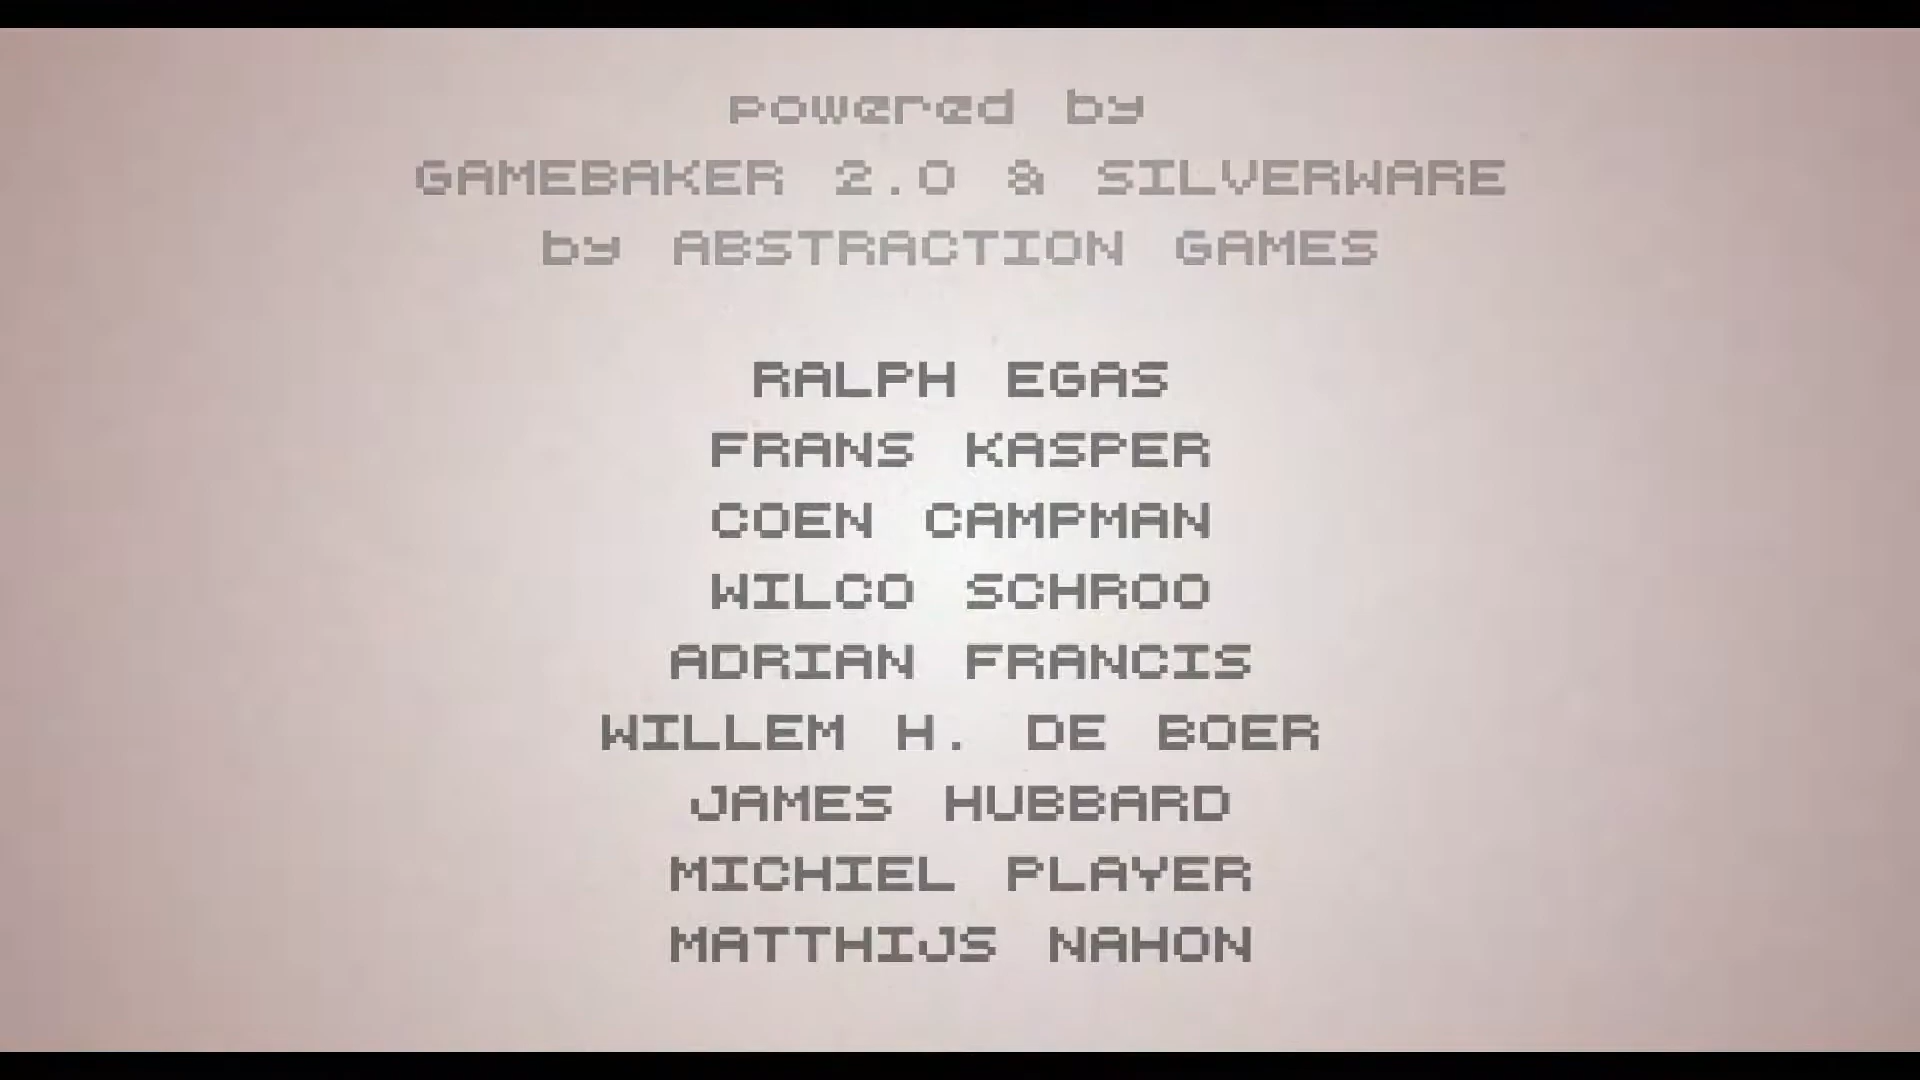 powered by
GAMEBAKER 2.0 & SILVERWARE
by ABSTRACTION GAMES
RALPH EGAS
FRANS KASPER
COEN CAMPMAN
WILCO SCHROO
ADRIAN FRANCIS
WILLEM H. DE BOER
JAMES HUBBARD
MICHIEL PLAYER
MATTHIJS NAHON